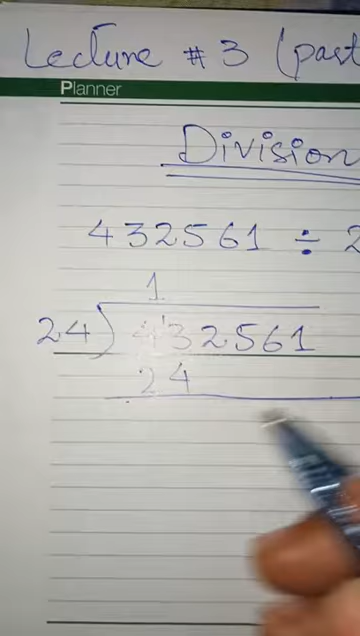 Lecture # 3 (part
Planner
Division
432561 ÷ 2
1
24) 432561
24